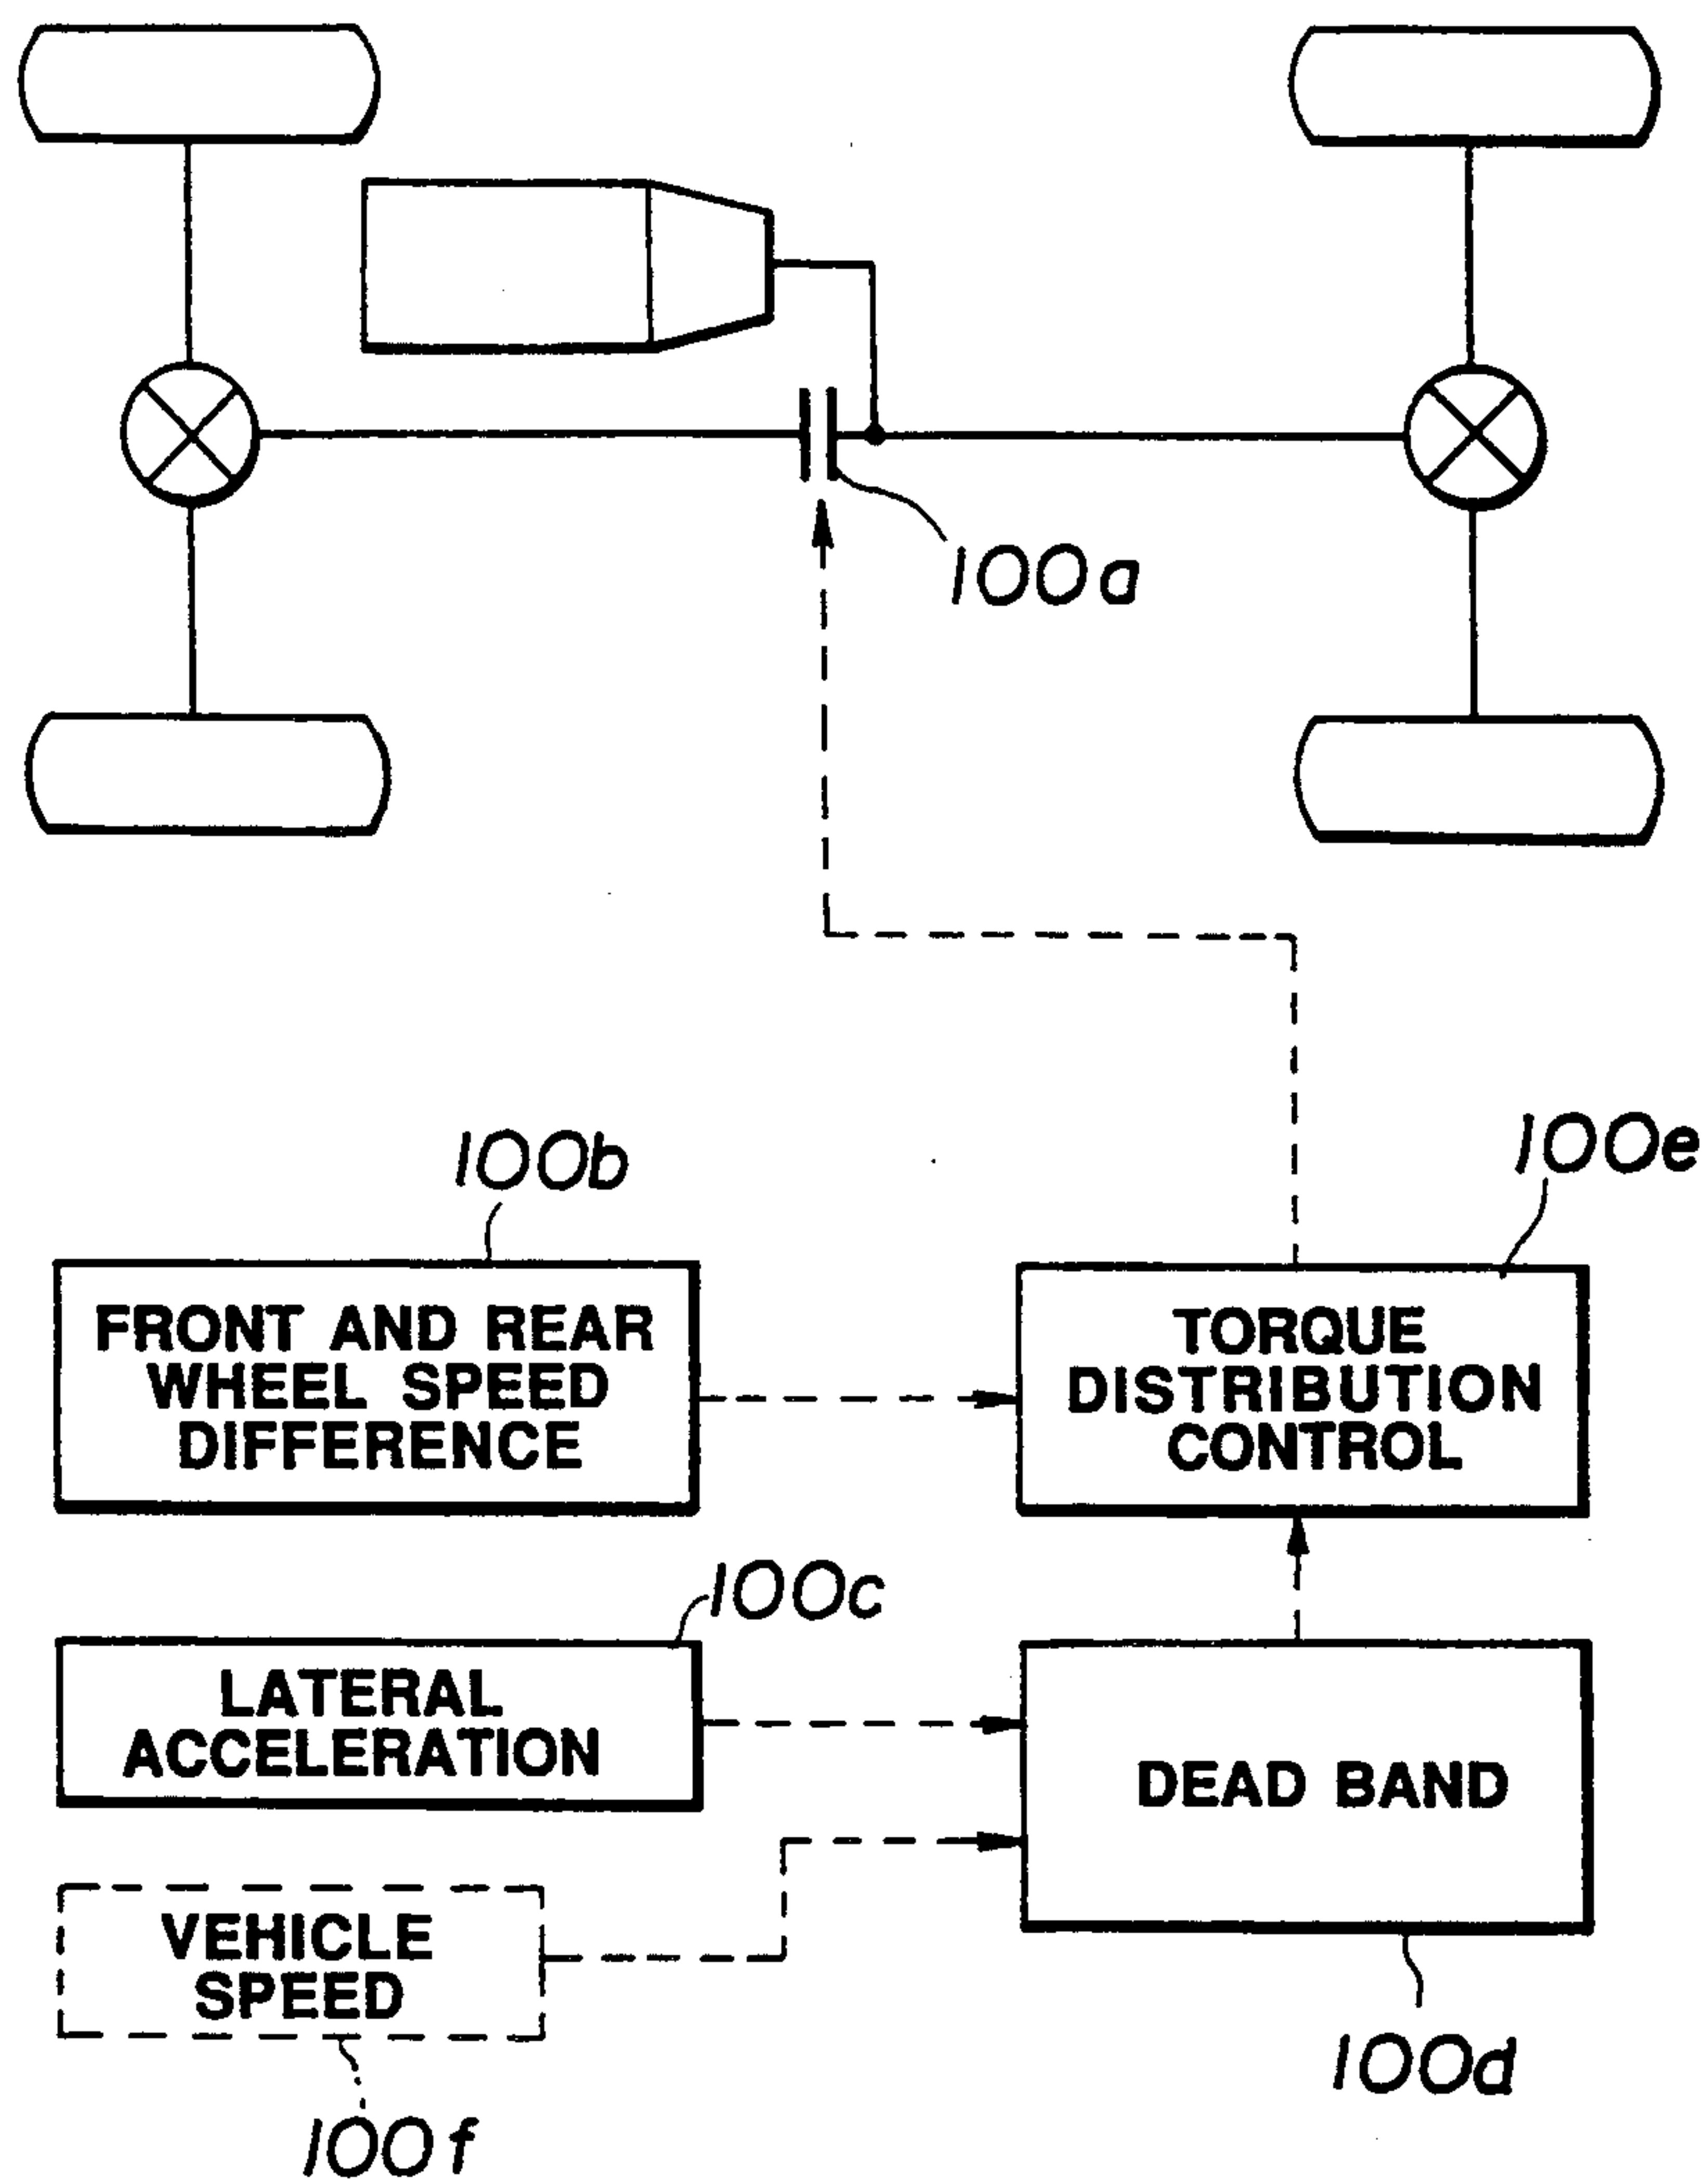 100a
100b
100e
FRONT AND REAR
WHEEL SPEED
DIFFERENCE
TORQUE
DISTRIBUTION
CONTROL
100c
LATERAL
ACCELERATION
DEAD BAND
VEHICLE
SPEED
100d
100f